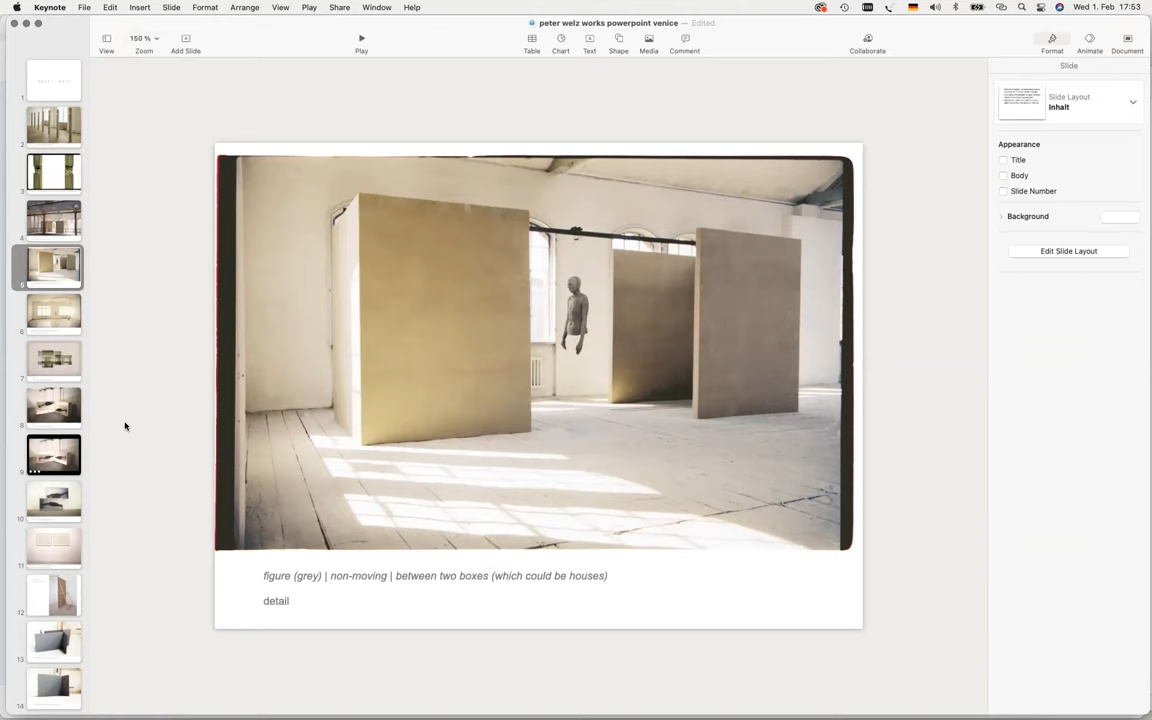 Keynote File Edit Insert Slide Format Arrange View Play Share Window Help Wed 1. Feb 17:53
peter welz works powerpoint venice — Edited
150 %
View Zoom Add Slide Play Table Chart Text Shape Media Comment Collaborate Format Animate Document
Slide
Slide Layout
Inhalt
Appearance
Title
Body
Slide Number
Background
Edit Slide Layout
1
2
3
4
5
6
7
8
9
10
11
12
13
14
figure (grey) | non-moving | between two boxes (which could be houses)
detail